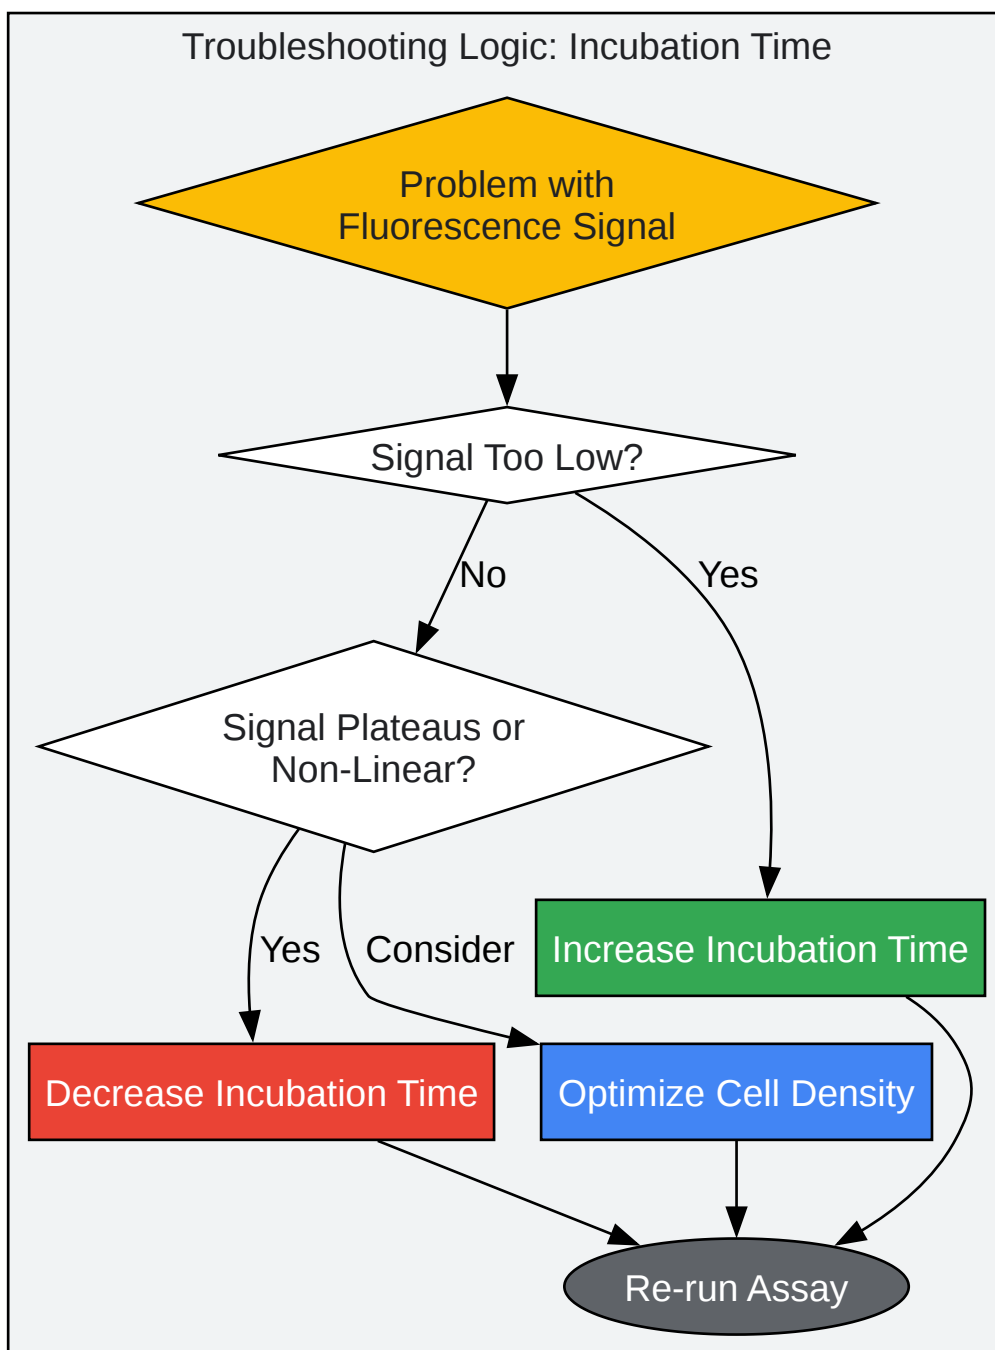 Troubleshooting Logic: Incubation Time
Problem with
Fluorescence Signal
Signal Too Low?
No
Yes
Signal Plateaus or
Non-Linear?
Yes
Consider
Increase Incubation Time
Decrease Incubation Time
Optimize Cell Density
Re-run Assay